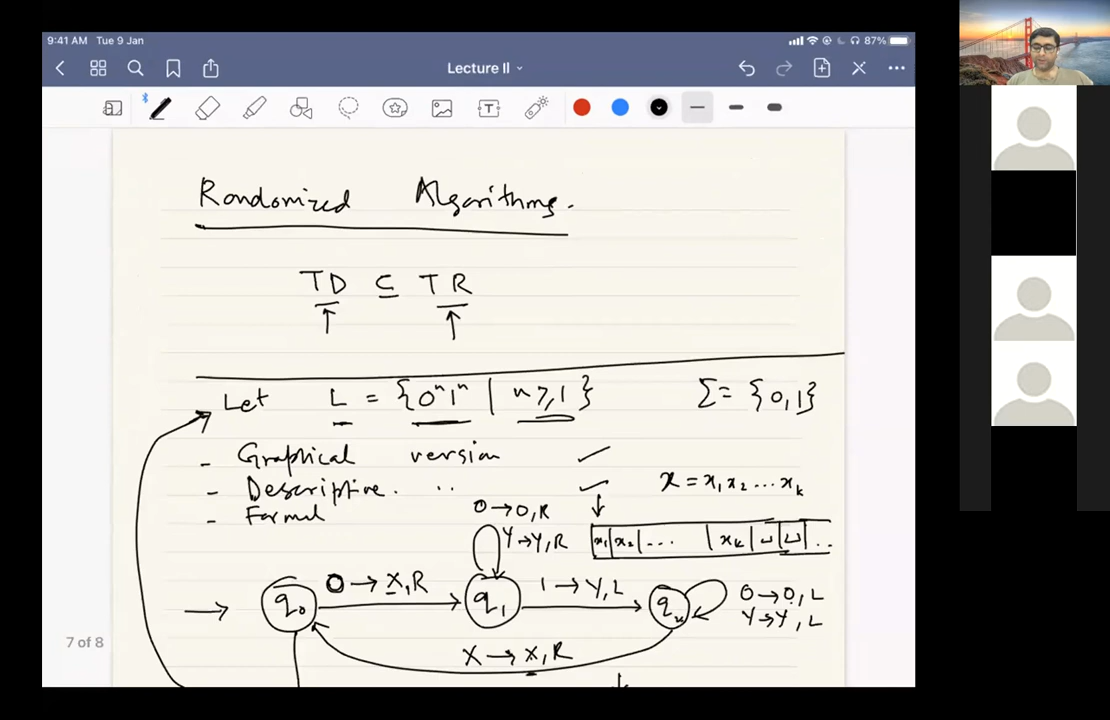 9:41 AM Tue 9 Jan
87%
Lecture II
Randomized Algorithms.
TD ⊆ TR
Let L = {0ⁿ1ⁿ | n ≥ 1} Σ = {0,1}
- Graphical version ✓
- Descriptive. ,, ✓
- Formal
x = x₁x₂...xₖ
0→0,R
Y→Y,R
x₁|x₂|... |xₖ|⊔|⊔|..
→ q₀ 0→X,R q₁ 1→Y,L q₂ 0→0,L
Y→Y,L
X→X,R
7 of 8